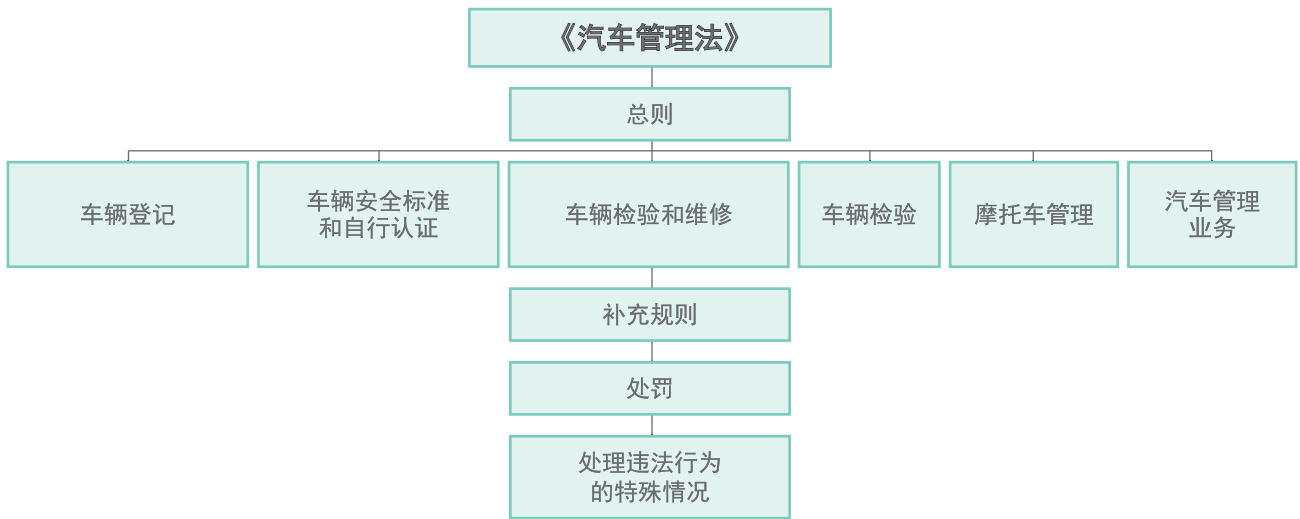 《汽车管理法》
总则
车辆登记
车辆安全标准
和自行认证
车辆检验和维修
车辆检验
摩托车管理
汽车管理
业务
补充规则
处罚
处理违法行为
的特殊情况